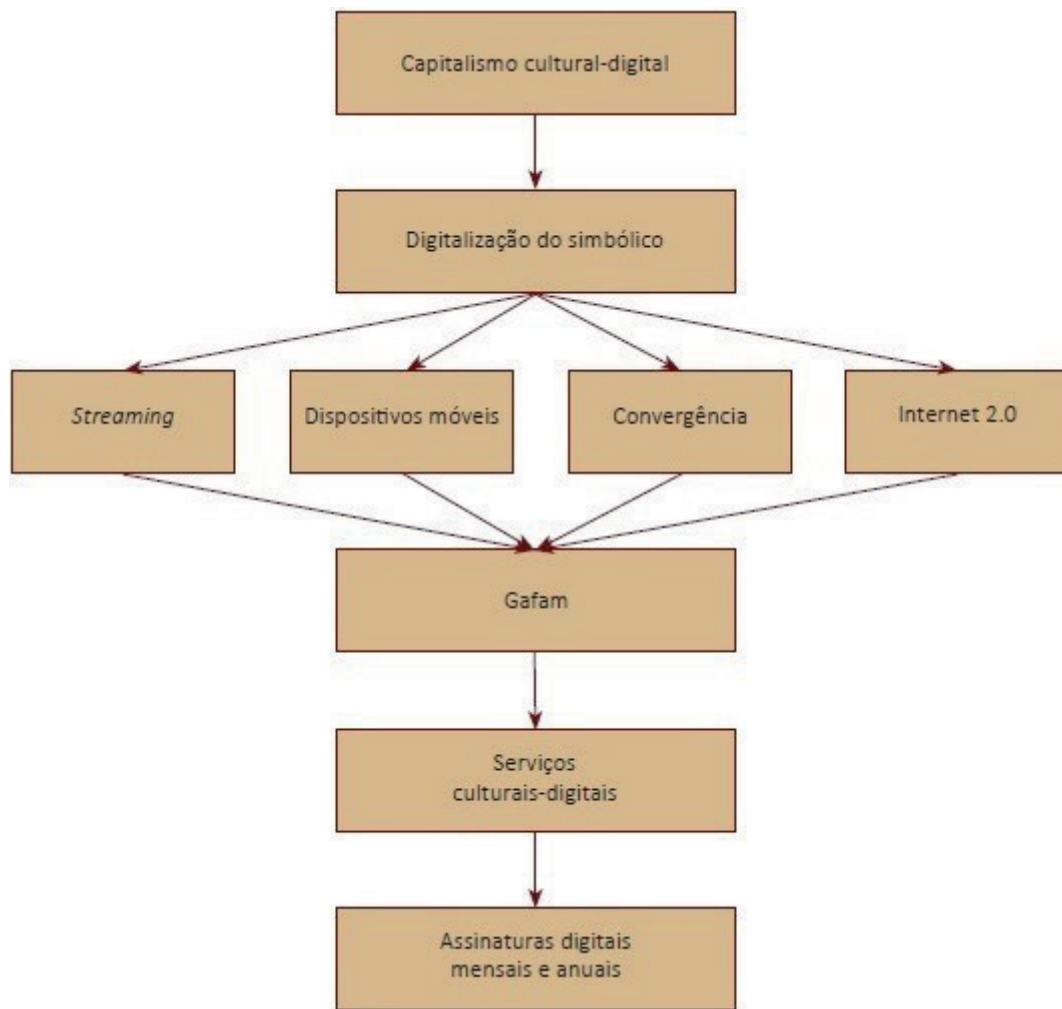 Capitalismo cultural-digital
Digitalização do simbólico
Streaming
Dispositivos móveis
Convergência
Internet 2.0
Gafam
Serviços
culturais-digitais
Assinaturas digitais
mensais e anuais